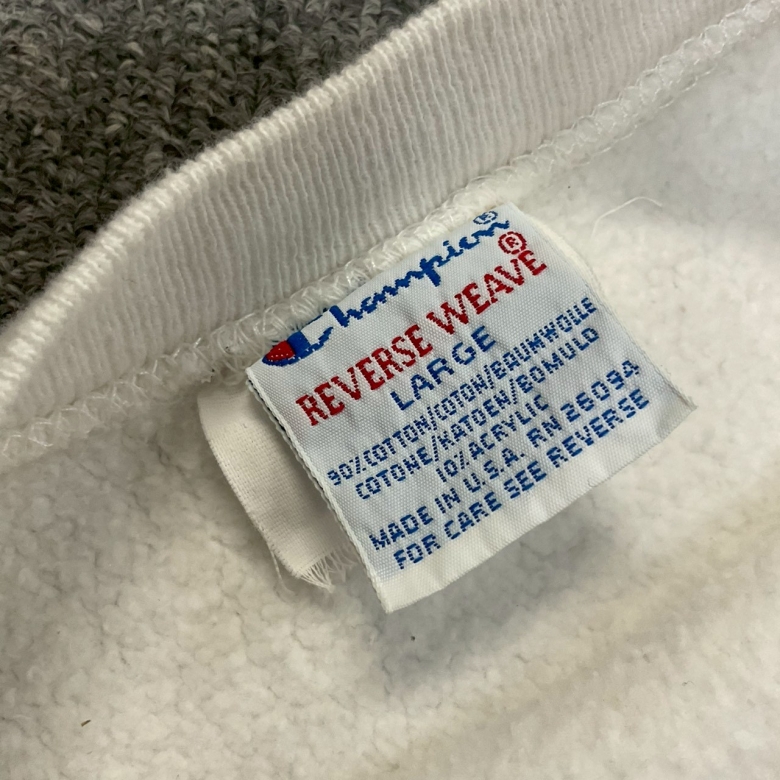 Champion®
REVERSE WEAVE®
LARGE
90%COTTON/COTON/BAUMWOLLE
COTONE/KATOEN/BOMULD
10%ACRYLIC
MADE IN U.S.A. RN 26094
FOR CARE SEE REVERSE